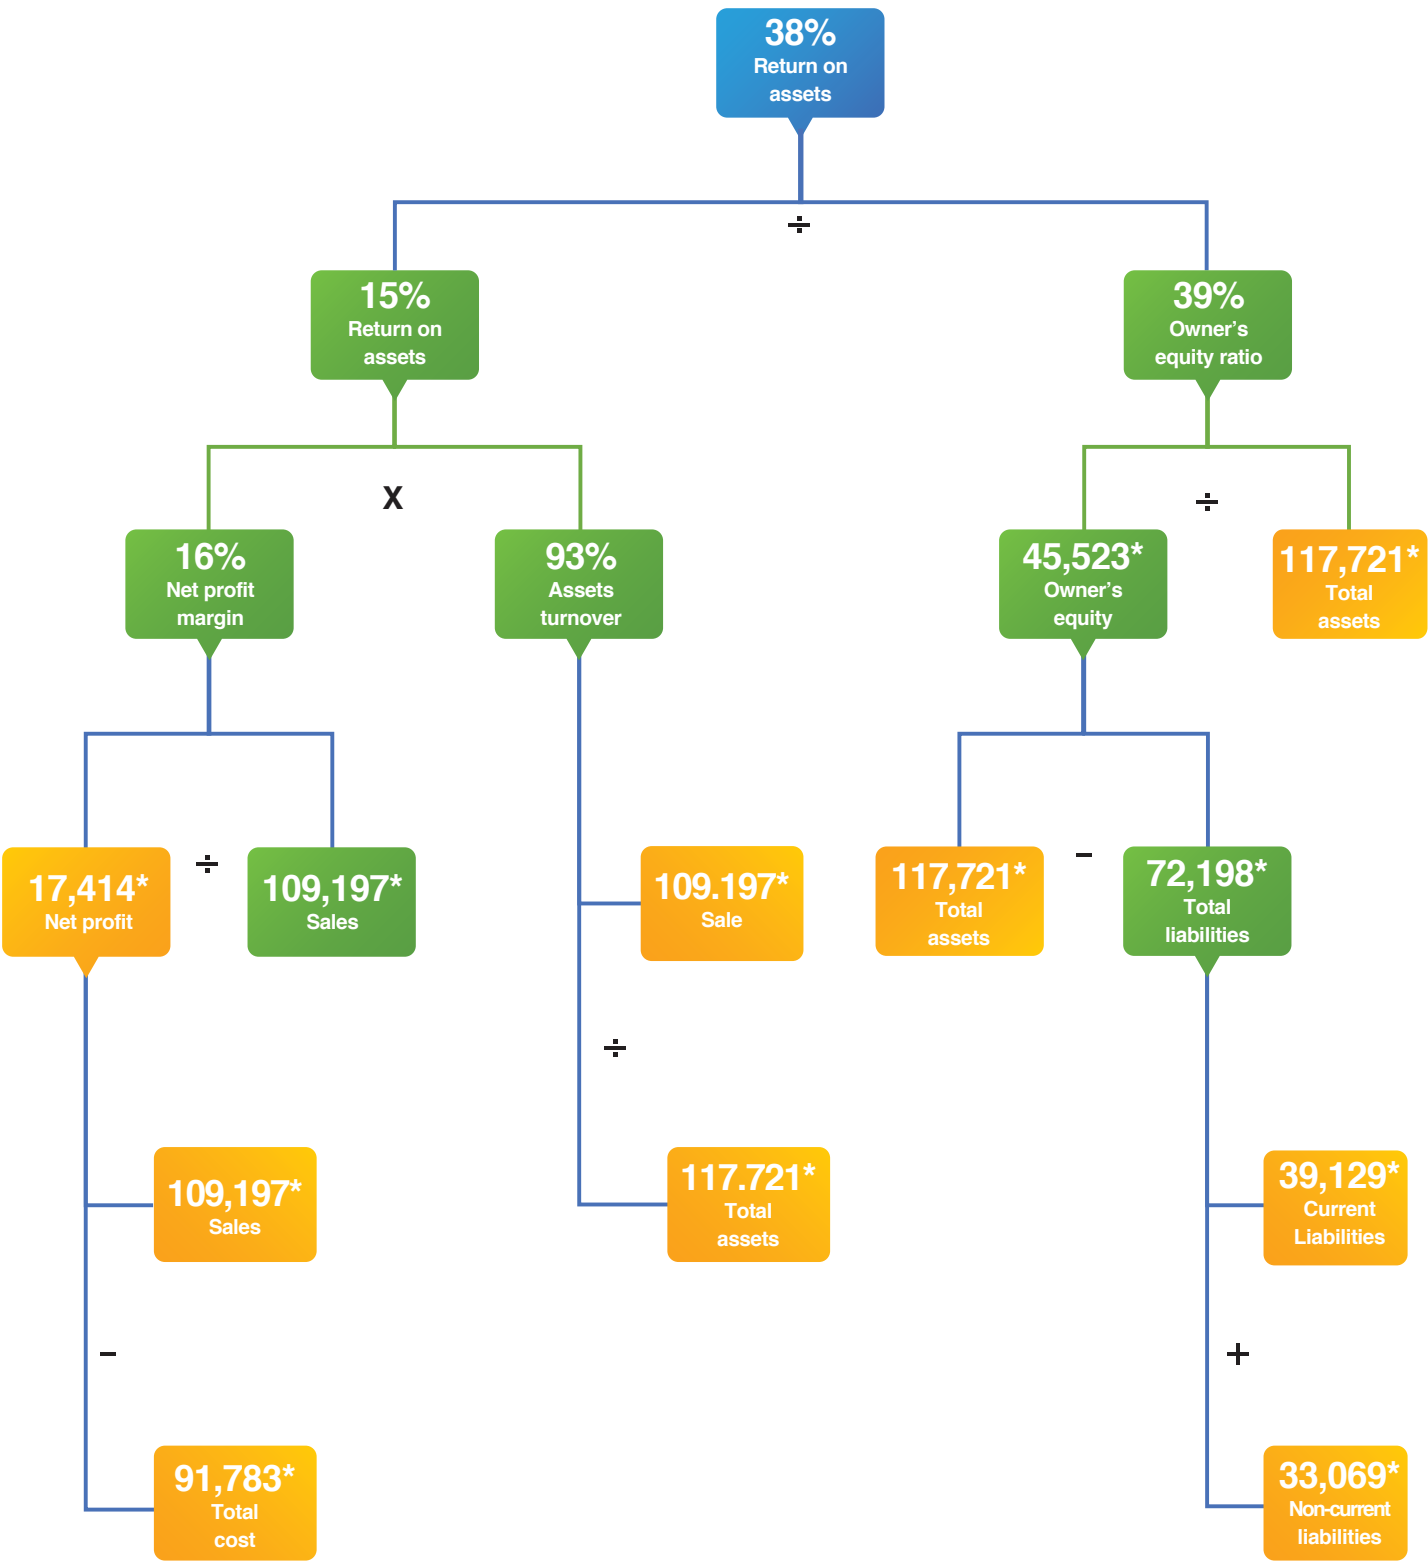 38%
Return on
assets
÷
15%
Return on
assets
39%
Owner's
equity ratio
X
÷
16%
Net profit
margin
93%
Assets
turnover
45,523*
Owner's
equity
117,721*
Total
assets
17,414*
Net profit
÷
109,197*
Sales
109.197*
Sale
117,721*
Total
assets
-
72,198*
Total
liabilities
÷
109,197*
Sales
117.721*
Total
assets
39,129*
Current
Liabilities
-
+
91,783*
Total
cost
33,069*
Non-current
liabilities